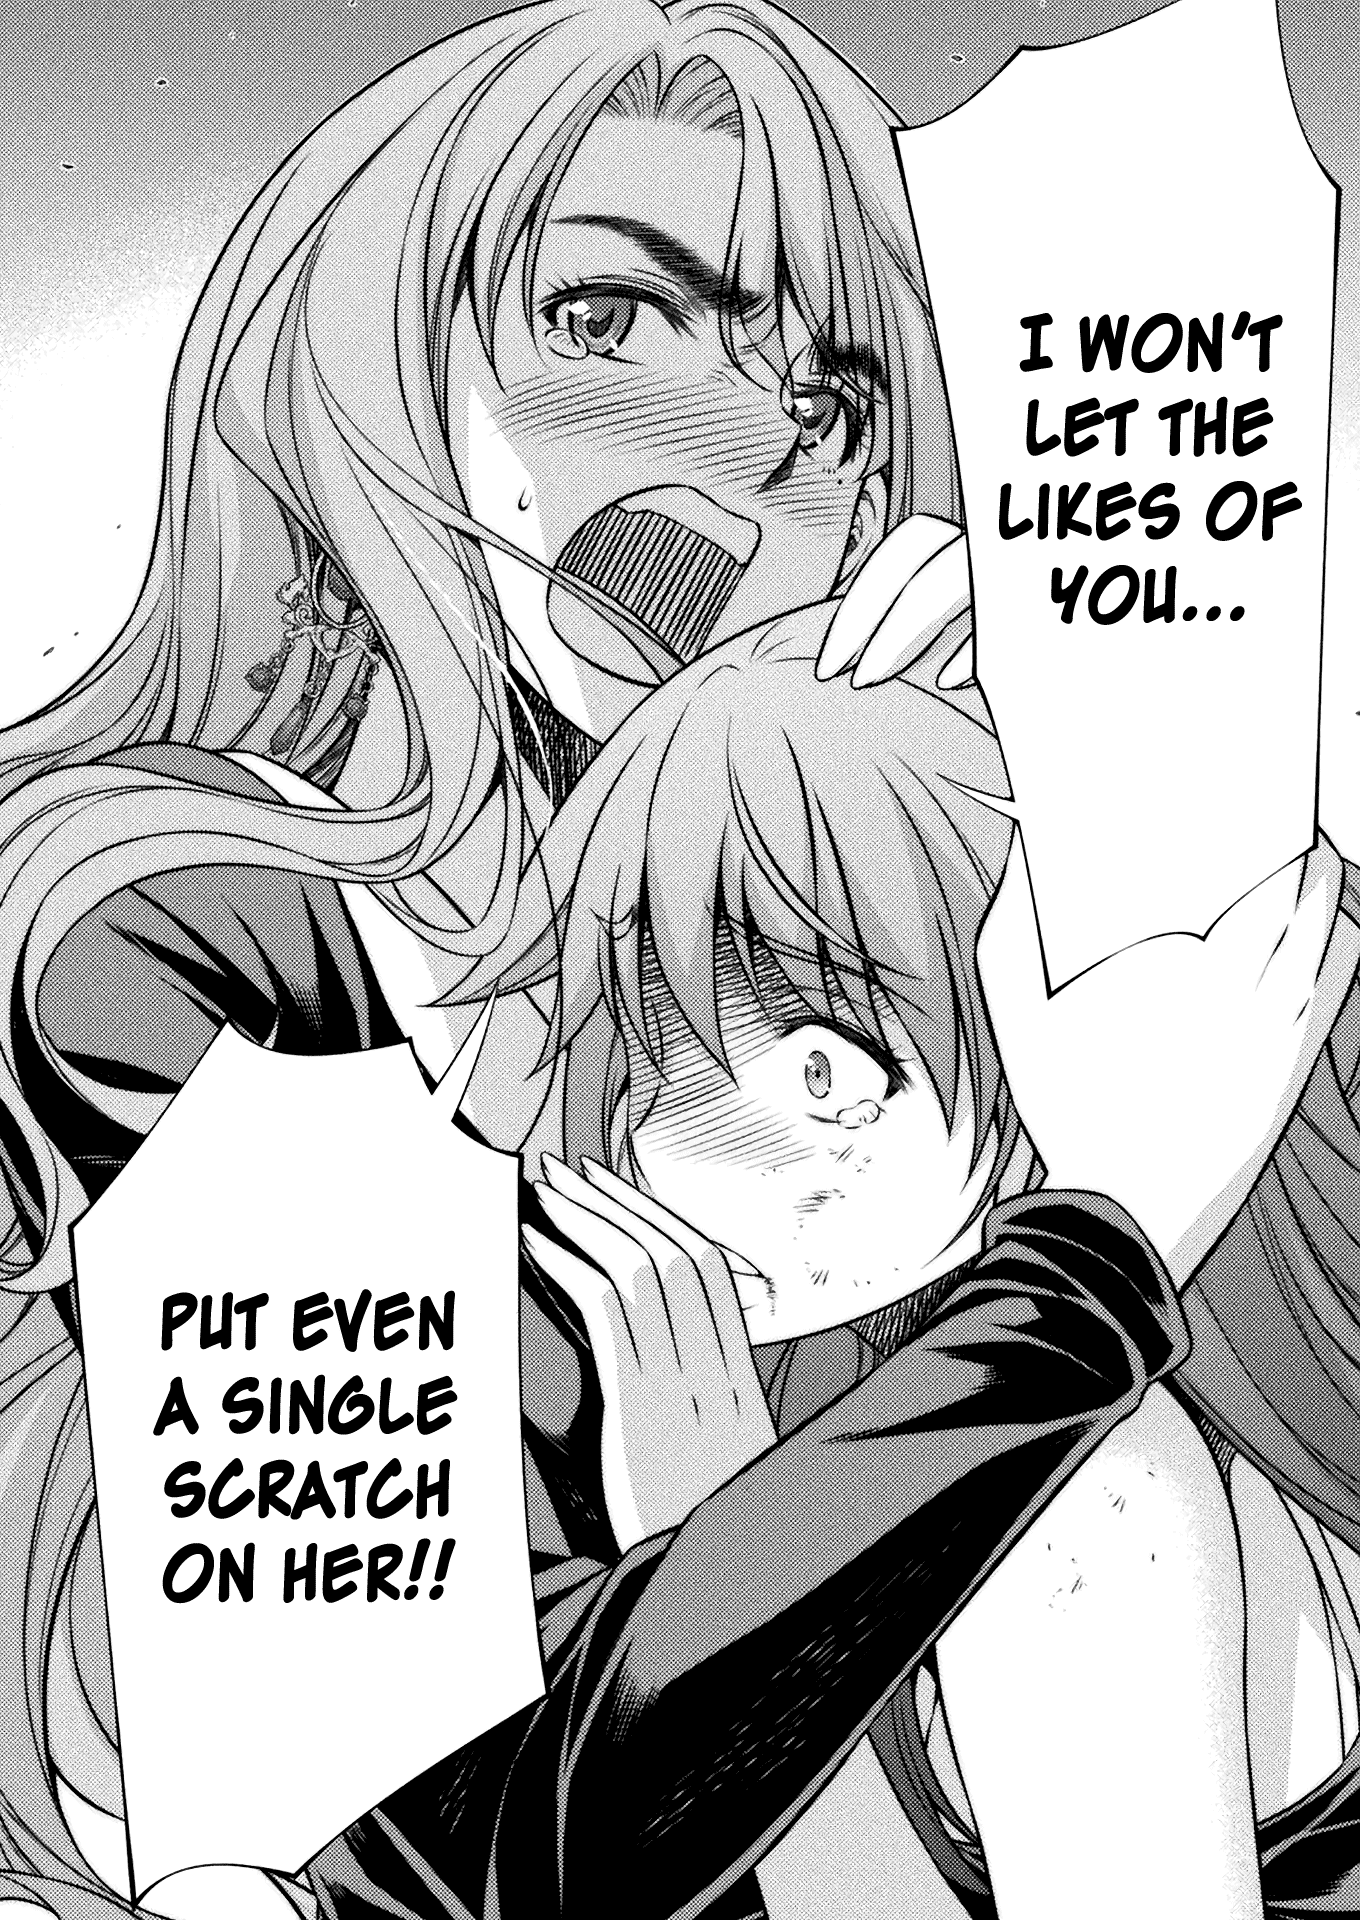 I WON'T
LET THE
LIKES OF
YOU...
PUT EVEN
A SINGLE
SCRATCH
ON HER!!